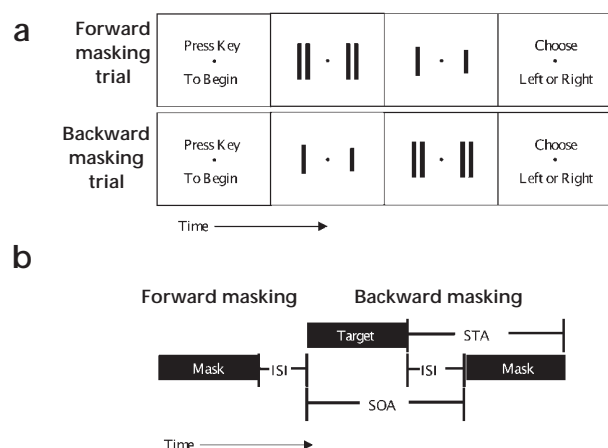 a
Forward
masking
trial
Press Key
To Begin
Choose
Left or Right
Backward
masking
trial
Press Key
To Begin
Choose
Left or Right
Time
b
Forward masking
Backward masking
Target
STA
Mask
ISI
ISI
Mask
SOA
Time